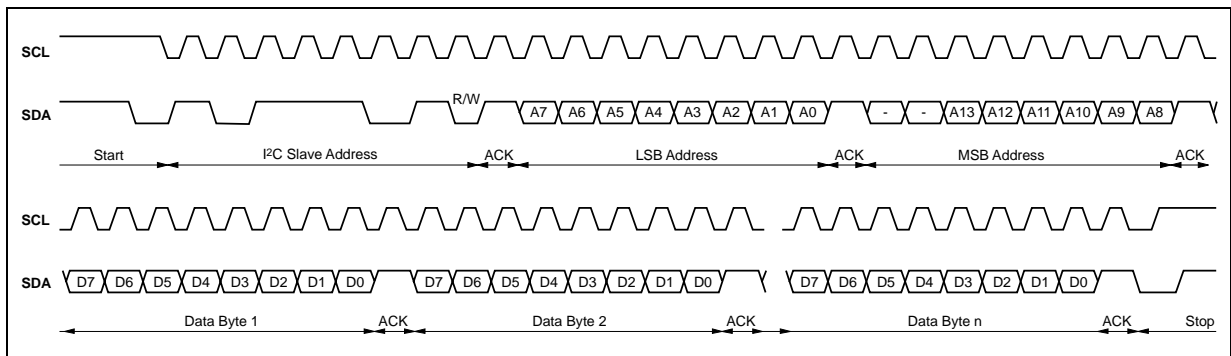 SCL
SDA R/W A7 A6 A5 A4 A3 A2 A1 A0 - - A13 A12 A11 A10 A9 A8
Start I²C Slave Address ACK LSB Address ACK MSB Address ACK
SCL
SDA D7 D6 D5 D4 D3 D2 D1 D0 D7 D6 D5 D4 D3 D2 D1 D0 D7 D6 D5 D4 D3 D2 D1 D0
Data Byte 1 ACK Data Byte 2 ACK Data Byte n ACK Stop